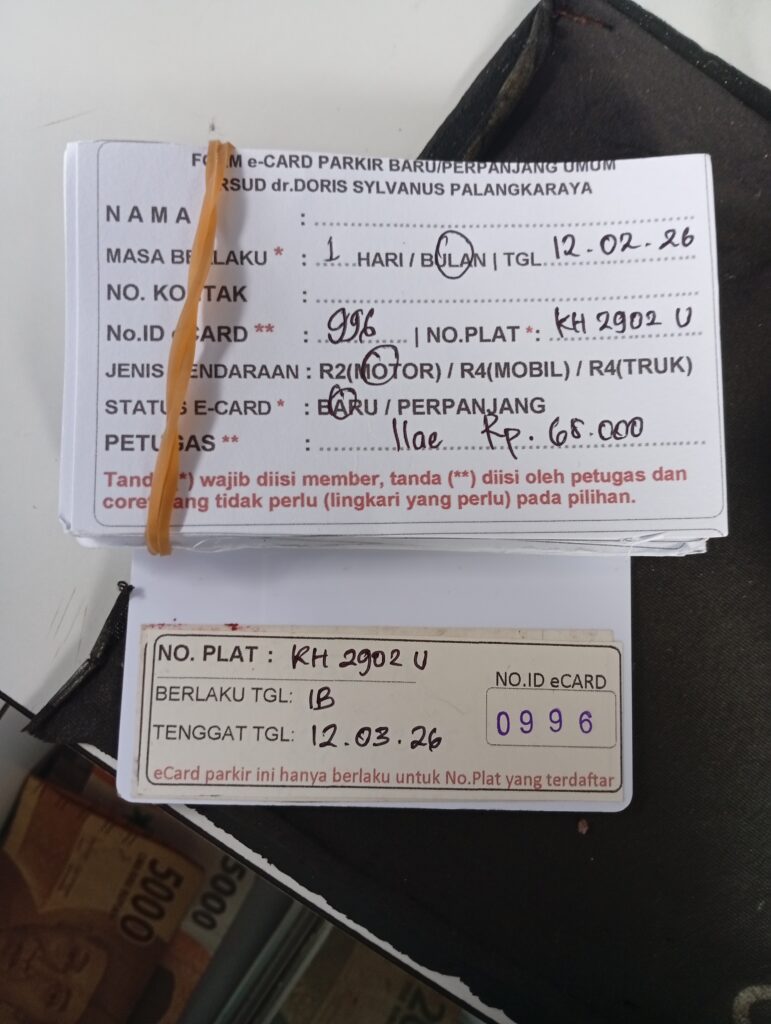 FORM e-CARD PARKIR BARU/PERPANJANG UMUM
RSUD dr.DORIS SYLVANUS PALANGKARAYA
NAMA : ..........
MASA BERLAKU * : 1 HARI / BULAN | TGL 12.02.26
NO. KONTAK : ..........
No.ID eCARD ** : 996 | NO.PLAT *: KH 2902 U
JENIS KENDARAAN : R2(MOTOR) / R4(MOBIL) / R4(TRUK)
STATUS E-CARD * : BARU / PERPANJANG
PETUGAS ** : Rp. 68.000
Tanda (*) wajib diisi member, tanda (**) diisi oleh petugas dan
coret yang tidak perlu (lingkari yang perlu) pada pilihan.
NO. PLAT : KH 2902 U
NO.ID eCARD
BERLAKU TGL: 1B
0996
TENGGAT TGL: 12.03.26
eCard parkir ini hanya berlaku untuk No.Plat yang terdaftar
5000
5000